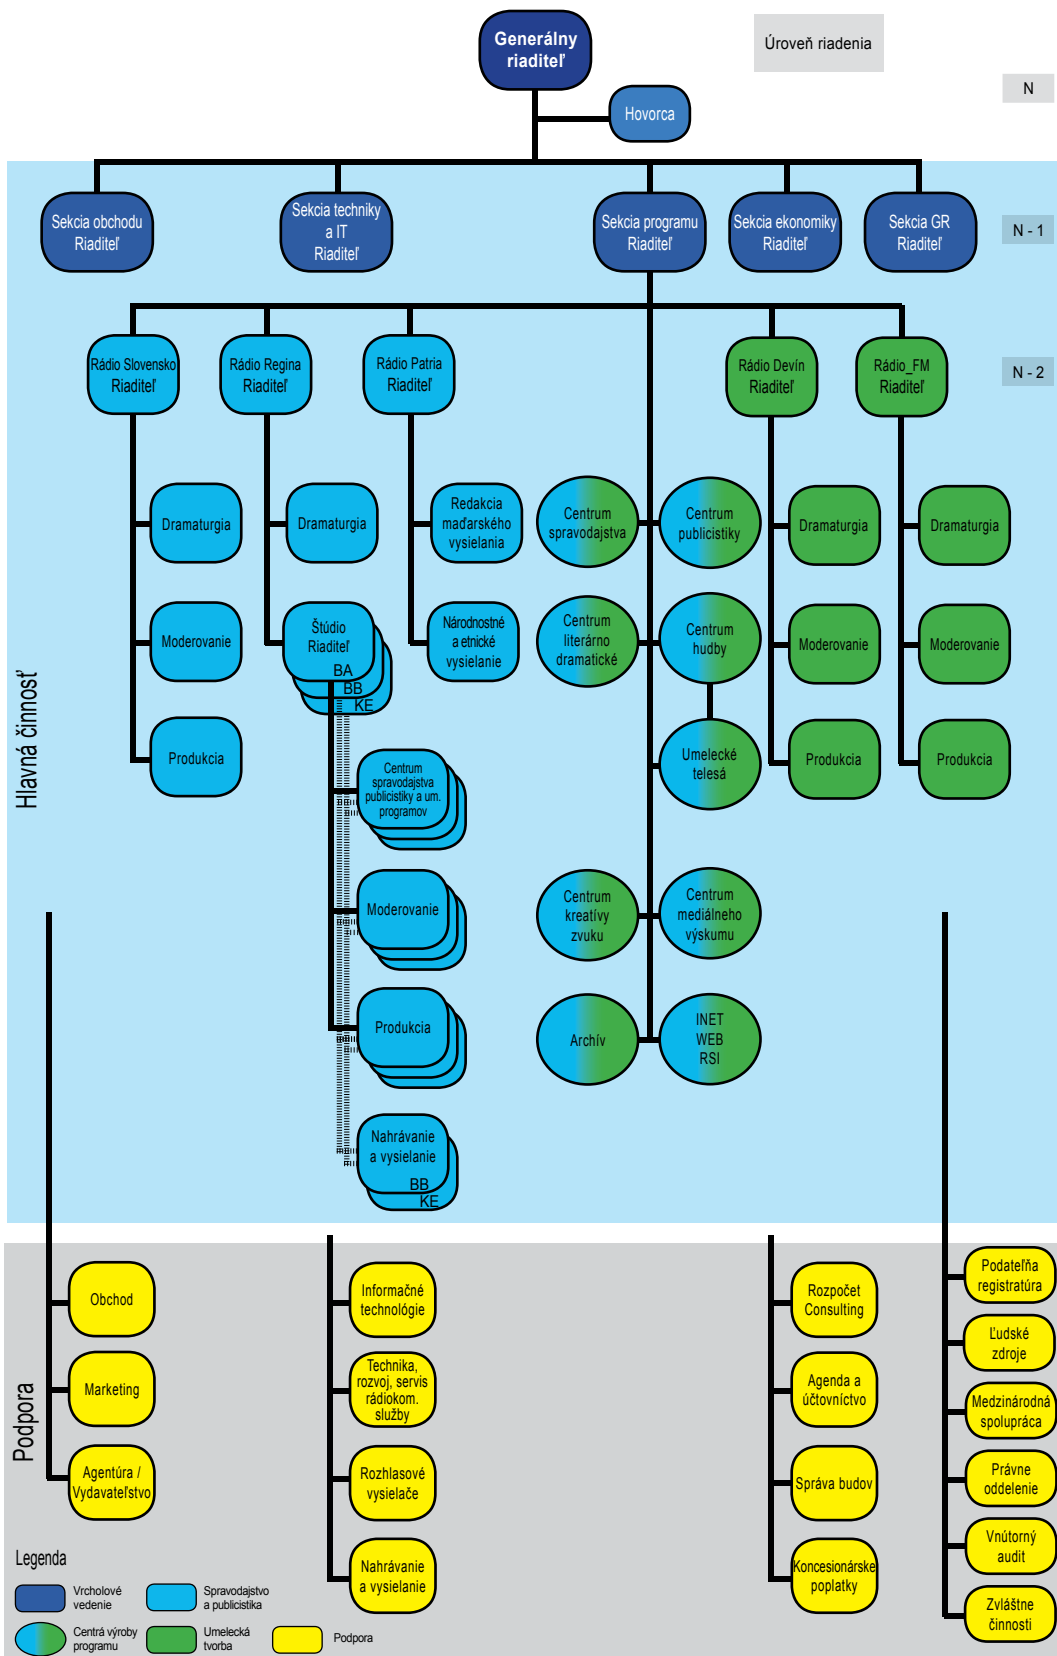 Generálny
riaditeľ
Úroveň riadenia
N
Hovorca
Sekcia obchodu
Riaditeľ
Sekcia techniky
a IT
Riaditeľ
Sekcia programu
Riaditeľ
Sekcia ekonomiky
Riaditeľ
Sekcia GR
Riaditeľ
N - 1
Rádio Slovensko
Riaditeľ
Rádio Regina
Riaditeľ
Rádio Patria
Riaditeľ
Rádio Devín
Riaditeľ
Rádio_FM
Riaditeľ
N - 2
Hlavná činnosť
Dramaturgia
Dramaturgia
Redakcia
maďarského
vysielania
Centrum
spravodajstva
Centrum
publicistiky
Dramaturgia
Dramaturgia
Moderovanie
Štúdio
Riaditeľ
BA
BB
KE
Národnostné
a etnické
vysielanie
Centrum
literárno
dramatické
Centrum
hudby
Moderovanie
Moderovanie
Produkcia
Centrum
spravodajstva
publicistiky a um.
programov
Umelecké
telesá
Produkcia
Produkcia
Moderovanie
Centrum
kreatívy
zvuku
Centrum
mediálneho
výskumu
Produkcia
Archív
INET
WEB
RSI
Nahrávanie
a vysielanie
BB
KE
Podpora
Obchod
Marketing
Agentúra /
Vydavateľstvo
Informačné
technológie
Technika,
rozvoj, servis
rádiokom.
služby
Rozhlasové
vysielače
Nahrávanie
a vysielanie
Rozpočet
Consulting
Agenda a
účtovníctvo
Správa budov
Koncesionárske
poplatky
Podateľňa
registratúra
Ľudské
zdroje
Medzinárodná
spolupráca
Právne
oddelenie
Vnútorný
audit
Zvláštne
činnosti
Legenda
Vrcholové
vedenie
Spravodajstvo
a publicistika
Centrá výroby
programu
Umelecká
tvorba
Podpora